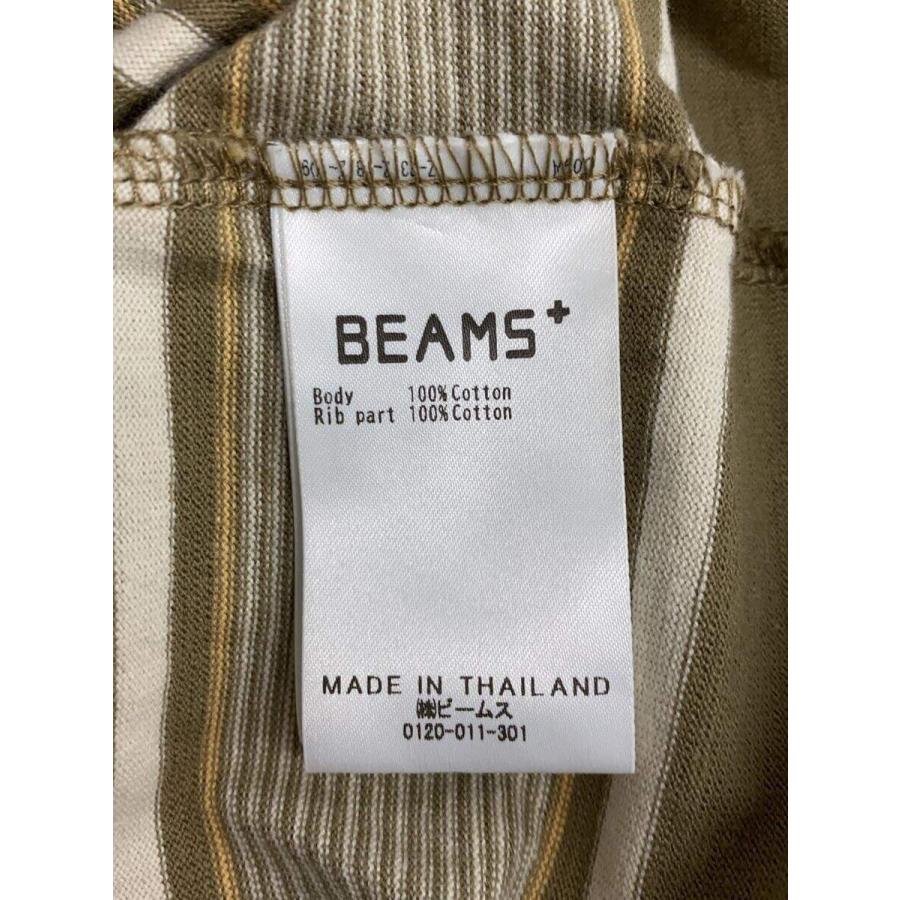 BEAMS+
Body 100%Cotton
Rib part 100%Cotton
MADE IN THAILAND
㈱ビームス
0120-011-301